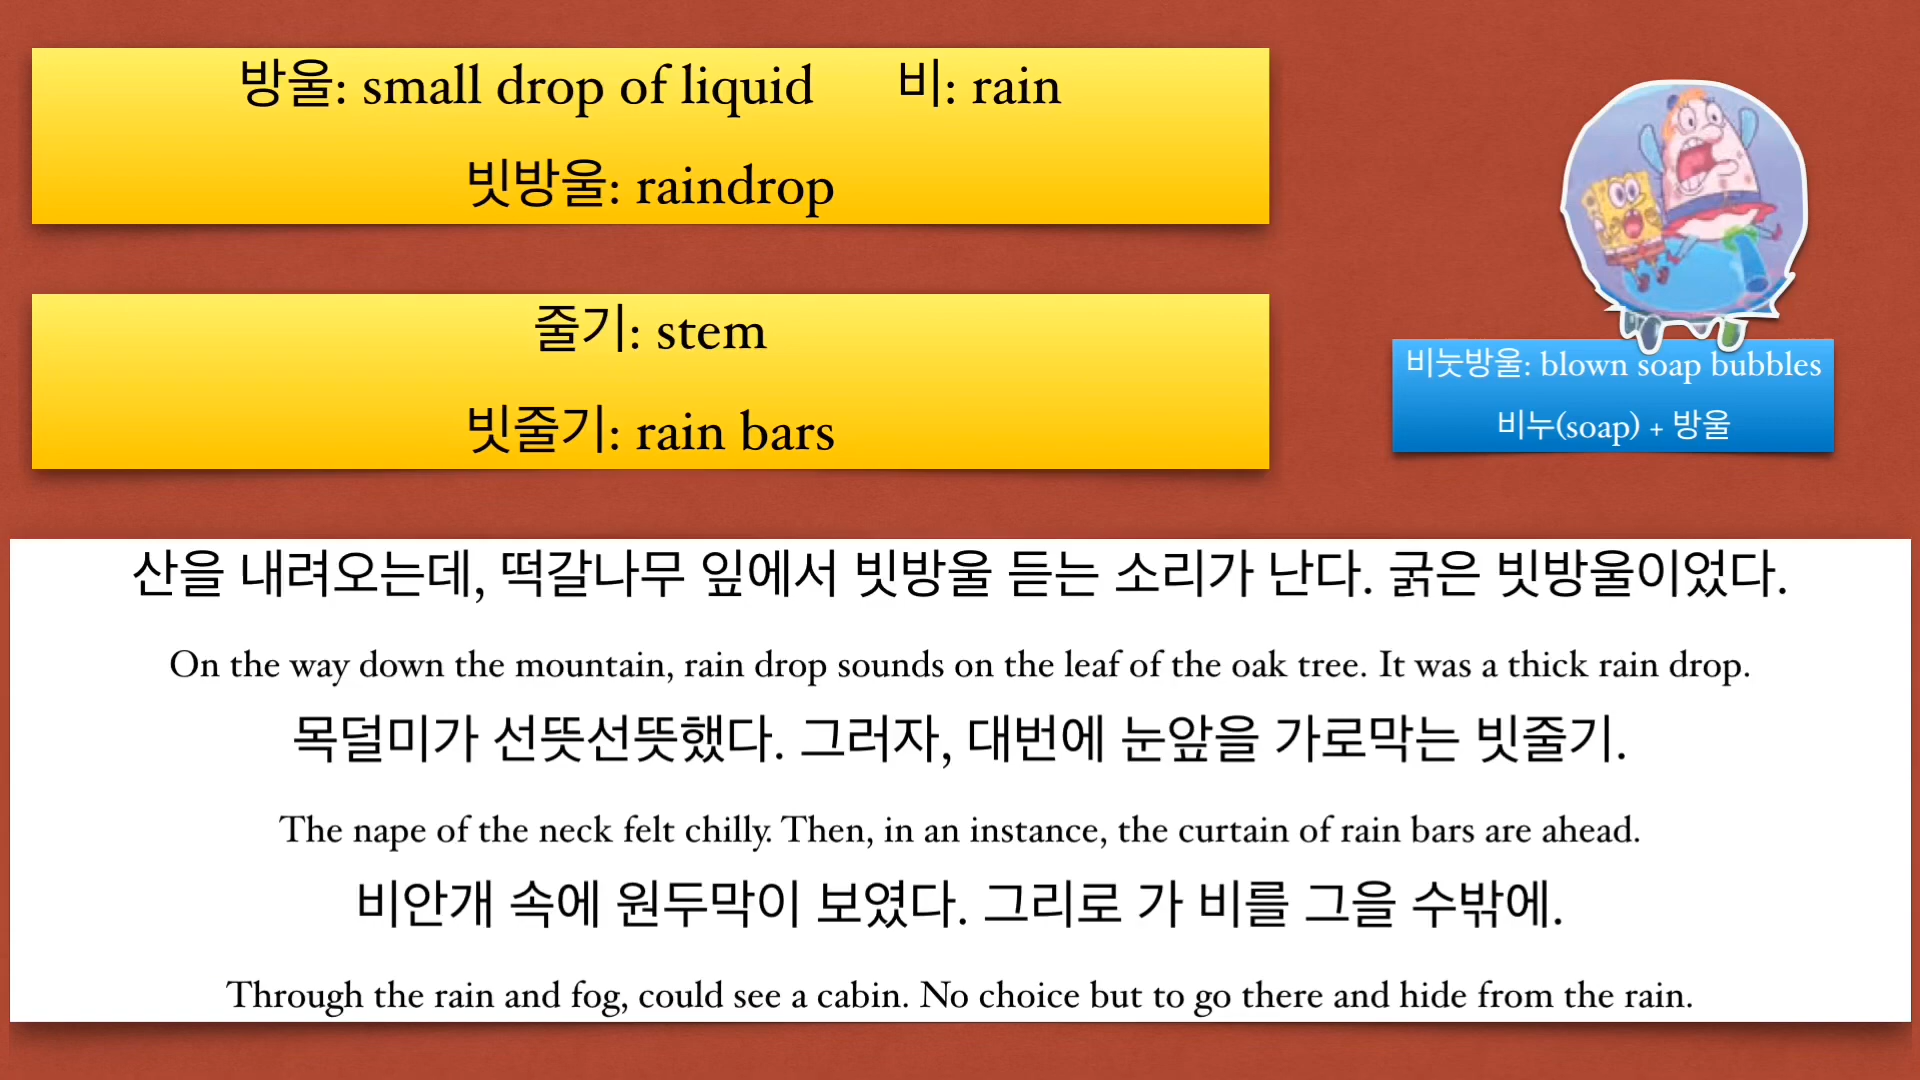 방울: small drop of liquid 비: rain
빗방울: raindrop
줄기: stem
빗줄기: rain bars
비눗방울: blown soap bubbles
비누(soap) + 방울
산을 내려오는데, 떡갈나무 잎에서 빗방울 듣는 소리가 난다. 굵은 빗방울이었다.
On the way down the mountain, rain drop sounds on the leaf of the oak tree. It was a thick rain drop.
목덜미가 선뜻선뜻했다. 그러자, 대번에 눈앞을 가로막는 빗줄기.
The nape of the neck felt chilly. Then, in an instance, the curtain of rain bars are ahead.
비안개 속에 원두막이 보였다. 그리로 가 비를 그을 수밖에.
Through the rain and fog, could see a cabin. No choice but to go there and hide from the rain.